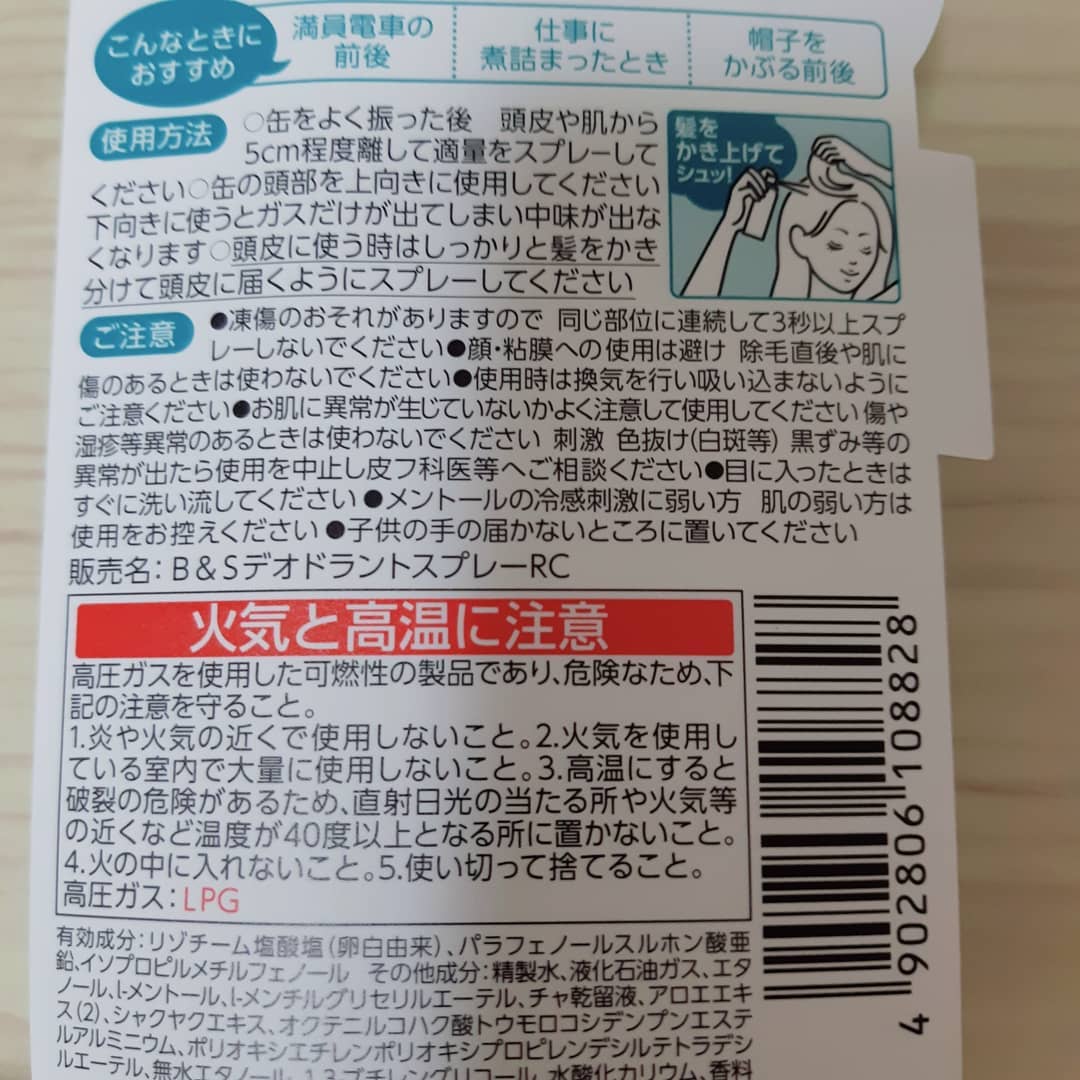 こんなときに
おすすめ
満員電車の
前後
仕事に
煮詰まったとき
帽子を
かぶる前後
使用方法
○缶をよく振った後 頭皮や肌から
5cm程度離して適量をスプレーして
ください○缶の頭部を上向きに使用してください
下向きに使うとガスだけが出てしまい中味が出な
くなります○頭皮に使う時はしっかりと髪をかき
分けて頭皮に届くようにスプレーしてください
髪を
かき上げて
シュッ!
ご注意
●凍傷のおそれがありますので 同じ部位に連続して3秒以上スプ
レーしないでください●顔・粘膜への使用は避け 除毛直後や肌に
傷のあるときは使わないでください●使用時は換気を行い吸い込まないように
ご注意ください●お肌に異常が生じていないかよく注意して使用してください 傷や
湿疹等異常のあるときは使わないでください 刺激 色抜け(白斑等) 黒ずみ等の
異常が出たら使用を中止し皮フ科医等へご相談ください●目に入ったときは
すぐに洗い流してください●メントールの冷感刺激に弱い方 肌の弱い方は
使用をお控えください●子供の手の届かないところに置いてください
販売名:B&SデオドラントスプレーRC
火気と高温に注意
高圧ガスを使用した可燃性の製品であり、危険なため、下
記の注意を守ること。
1.炎や火気の近くで使用しないこと。2.火気を使用し
ている室内で大量に使用しないこと。3.高温にすると
破裂の危険があるため、直射日光の当たる所や火気等
の近くなど温度が40度以上となる所に置かないこと。
4.火の中に入れないこと。5.使い切って捨てること。
高圧ガス:LPG
4902806108828
有効成分:リゾチーム塩酸塩(卵白由来)、パラフェノールスルホン酸亜
鉛、イソプロピルメチルフェノール その他成分:精製水、液化石油ガス、エタ
ノール、l-メントール、l-メンチルグリセリルエーテル、チャ乾留液、アロエエキ
ス(2)、シャクヤクエキス、オクテニルコハク酸トウモロコシデンプンエステ
ルアルミニウム、ポリオキシエチレンポリオキシプロピレンデシルテトラデシ
ルエーテル、無水エタノール、1,3-ブチレングリコール、水酸化カリウム、香料